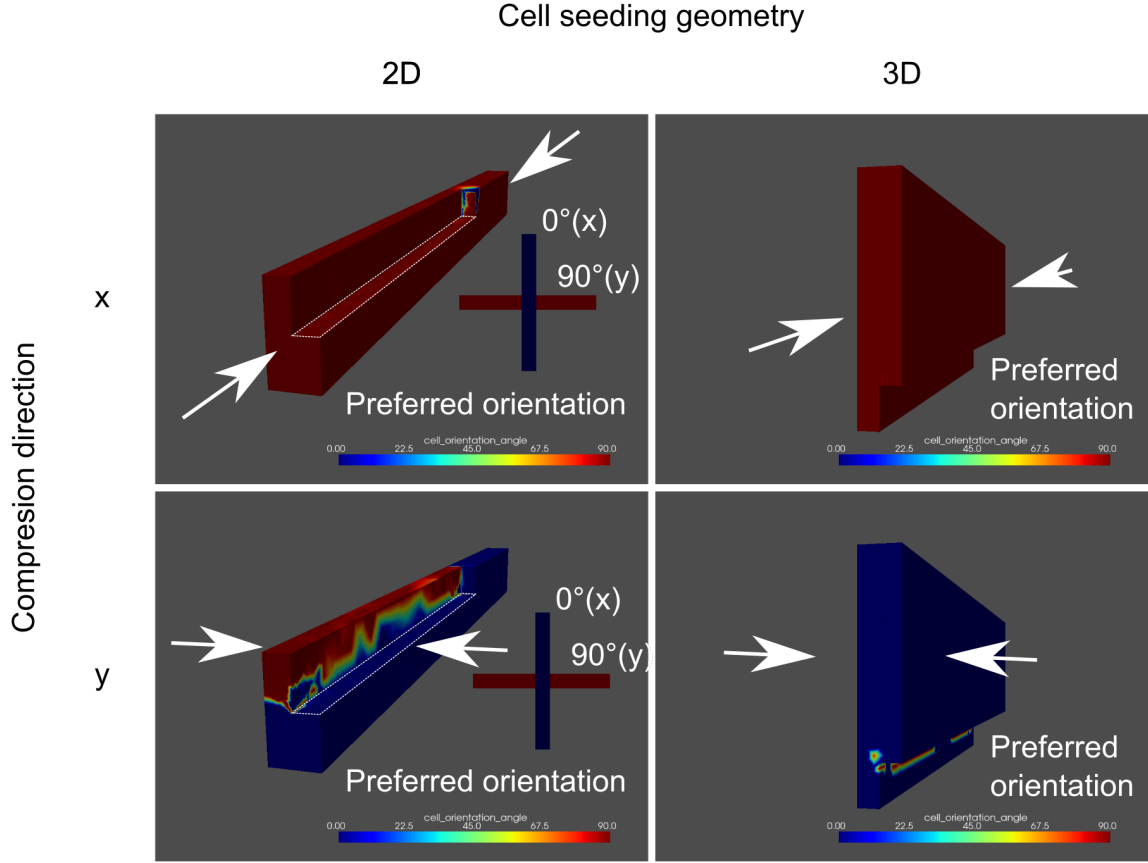 Cell seeding geometry
2D
3D
Compresion direction
x
0°(x)
90°(y)
Preferred orientation
cell_orientation_angle
0.00 22.5 45.0 67.5 90.0
Preferred
orientation
cell_orientation_angle
0.00 22.5 45.0 67.5 90.0
y
0°(x)
90°(y)
Preferred orientation
cell_orientation_angle
0.00 22.5 45.0 67.5 90.0
Preferred
orientation
cell_orientation_angle
0.00 22.5 45.0 67.5 90.0